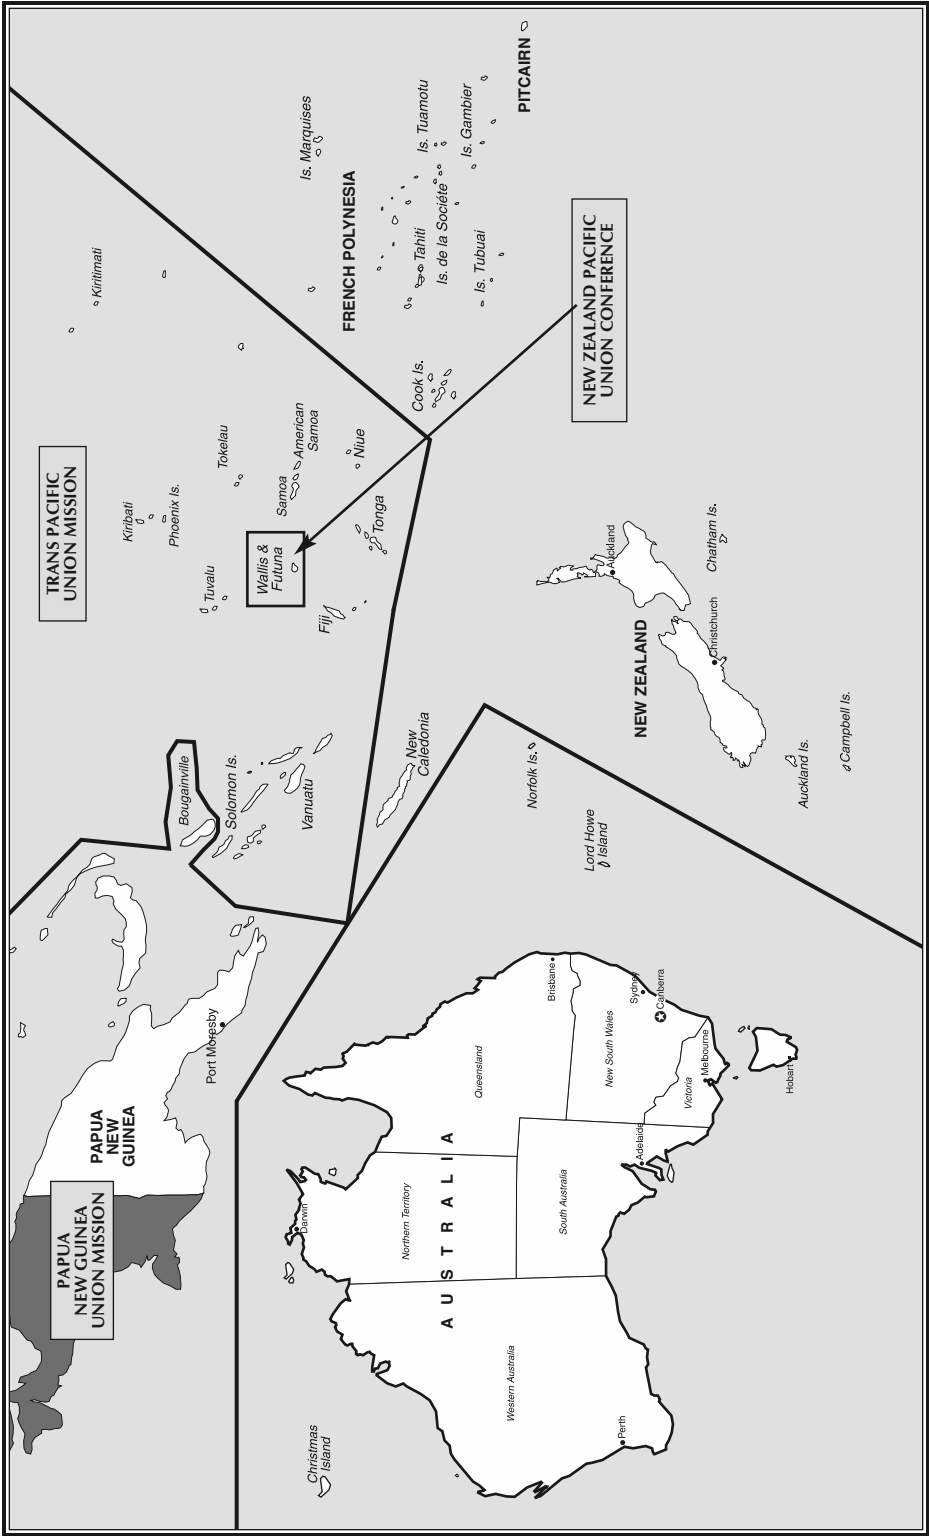 PAPUA
NEW GUINEA
UNION MISSION
TRANS PACIFIC
UNION MISSION
Kiritimati
Kiribati
Phoenix Is.
Tokelau
Tuvalu
Samoa
American
Samoa
Wallis &
Futuna
Fiji
Niue
Tonga
Cook Is.
Is. Marquises
FRENCH POLYNESIA
Is. Tuamotu
Is. Gambier
Tahiti
Is. de la Sociéte
Is. Tubuai
PITCAIRN
NEW ZEALAND PACIFIC
UNION CONFERENCE
PAPUA
NEW
GUINEA
Port Moresby
Bougainville
Solomon Is.
Vanuatu
New
Caledonia
Norfolk Is.
Lord Howe
Island
NEW ZEALAND
Auckland
Christchurch
Chatham Is.
Auckland Is.
Campbell Is.
Christmas
Island
AUSTRALIA
Darwin
Northern Territory
Queensland
Western Australia
South Australia
New South Wales
Victoria
Brisbane
Sydney
Canberra
Melbourne
Adelaide
Perth
Hobart